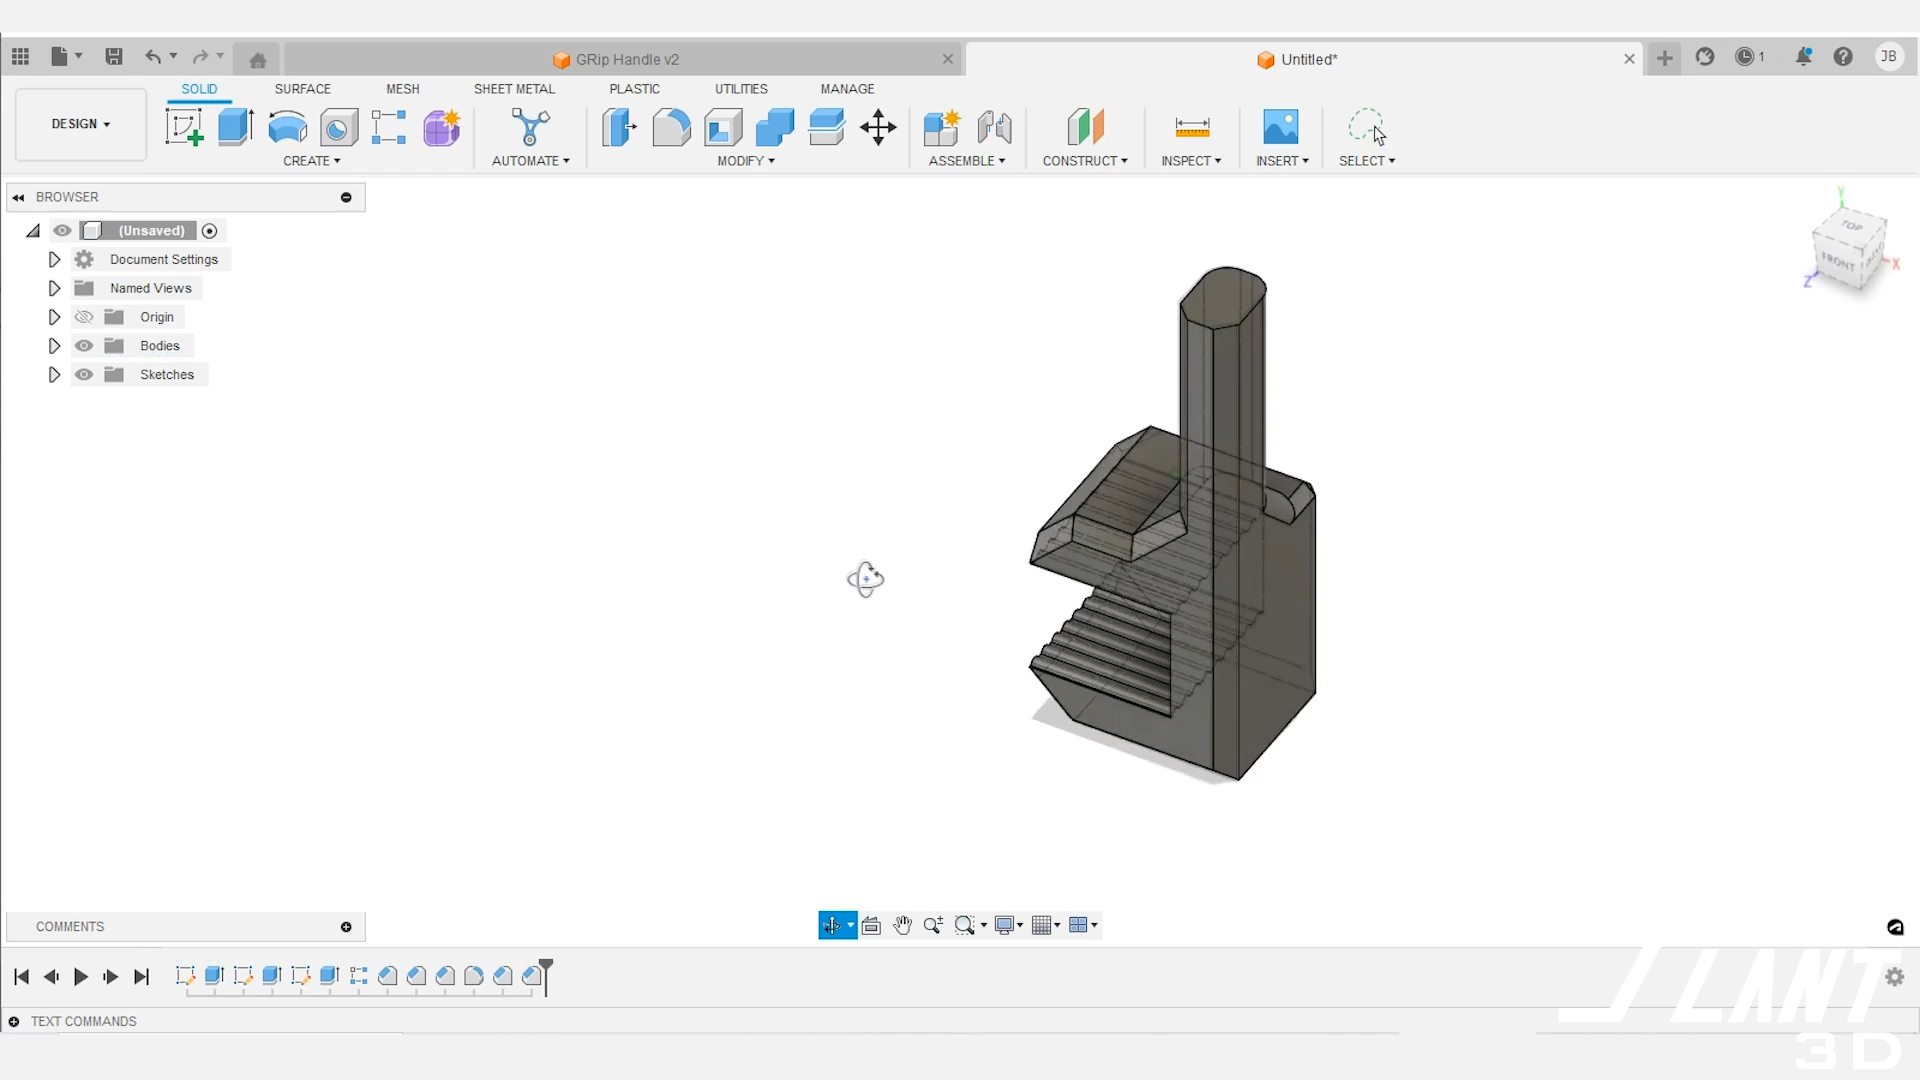 GRip Handle v2
Untitled*
1
JB
SOLID
SURFACE
MESH
SHEET METAL
PLASTIC
UTILITIES
MANAGE
DESIGN
CREATE
AUTOMATE
MODIFY
ASSEMBLE
CONSTRUCT
INSPECT
INSERT
SELECT
BROWSER
(Unsaved)
Document Settings
Named Views
Origin
Bodies
Sketches
Y
TOP
FRONT
X
Z
COMMENTS
TEXT COMMANDS
SLANT
3D